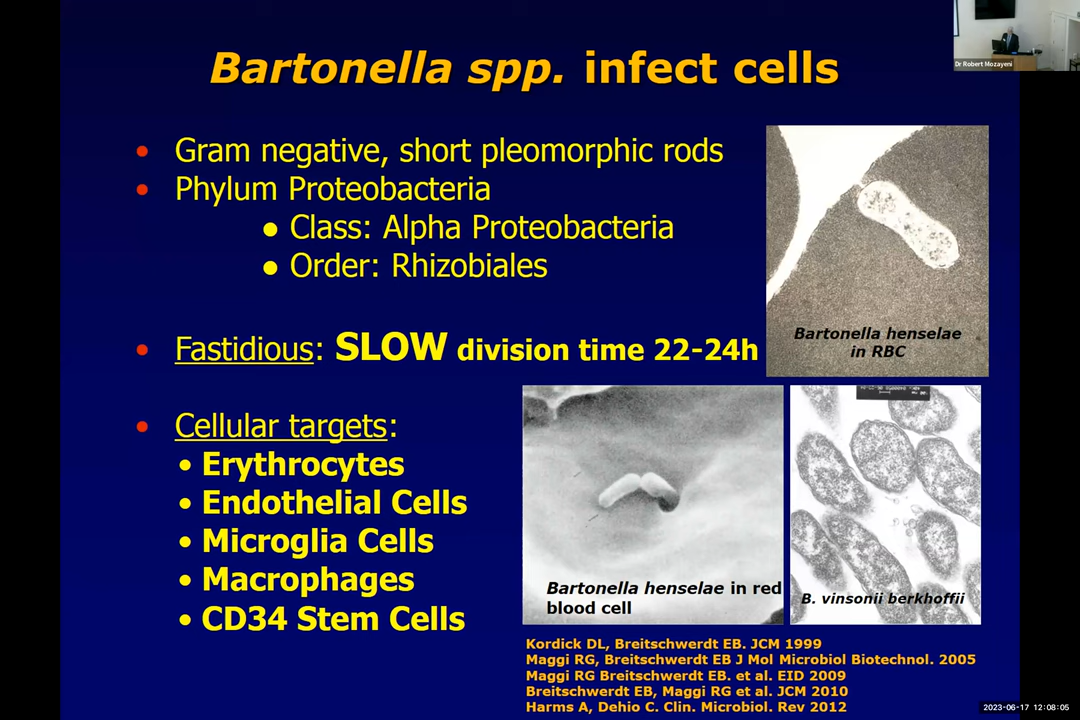 Bartonella spp. infect cells
Dr Robert Mozayeni
• Gram negative, short pleomorphic rods
• Phylum Proteobacteria
• Class: Alpha Proteobacteria
• Order: Rhizobiales
• Fastidious: SLOW division time 22-24h
• Cellular targets:
• Erythrocytes
• Endothelial Cells
• Microglia Cells
• Macrophages
• CD34 Stem Cells
Bartonella henselae
in RBC
Bartonella henselae in red
blood cell
B. vinsonii berkhoffii
Kordick DL, Breitschwerdt EB. JCM 1999
Maggi RG, Breitschwerdt EB J Mol Microbiol Biotechnol. 2005
Maggi RG Breitschwerdt EB. et al. EID 2009
Breitschwerdt EB, Maggi RG et al. JCM 2010
Harms A, Dehio C. Clin. Microbiol. Rev 2012
2023-06-17 12:08:05